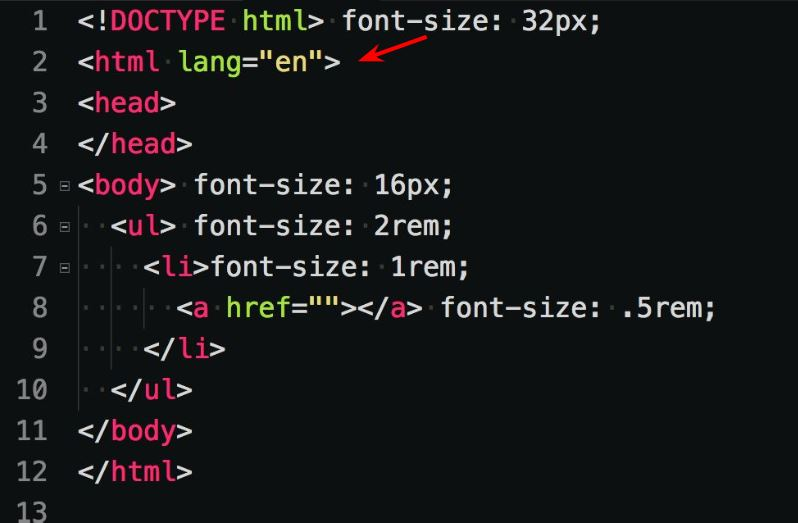 1 <!DOCTYPE html> font-size: 32px;
2 <html lang="en">
3 <head>
4 </head>
5 <body> font-size: 16px;
6 <ul> font-size: 2rem;
7 <li>font-size: 1rem;
8 <a href=""></a> font-size: .5rem;
9 </li>
10 </ul>
11 </body>
12 </html>
13